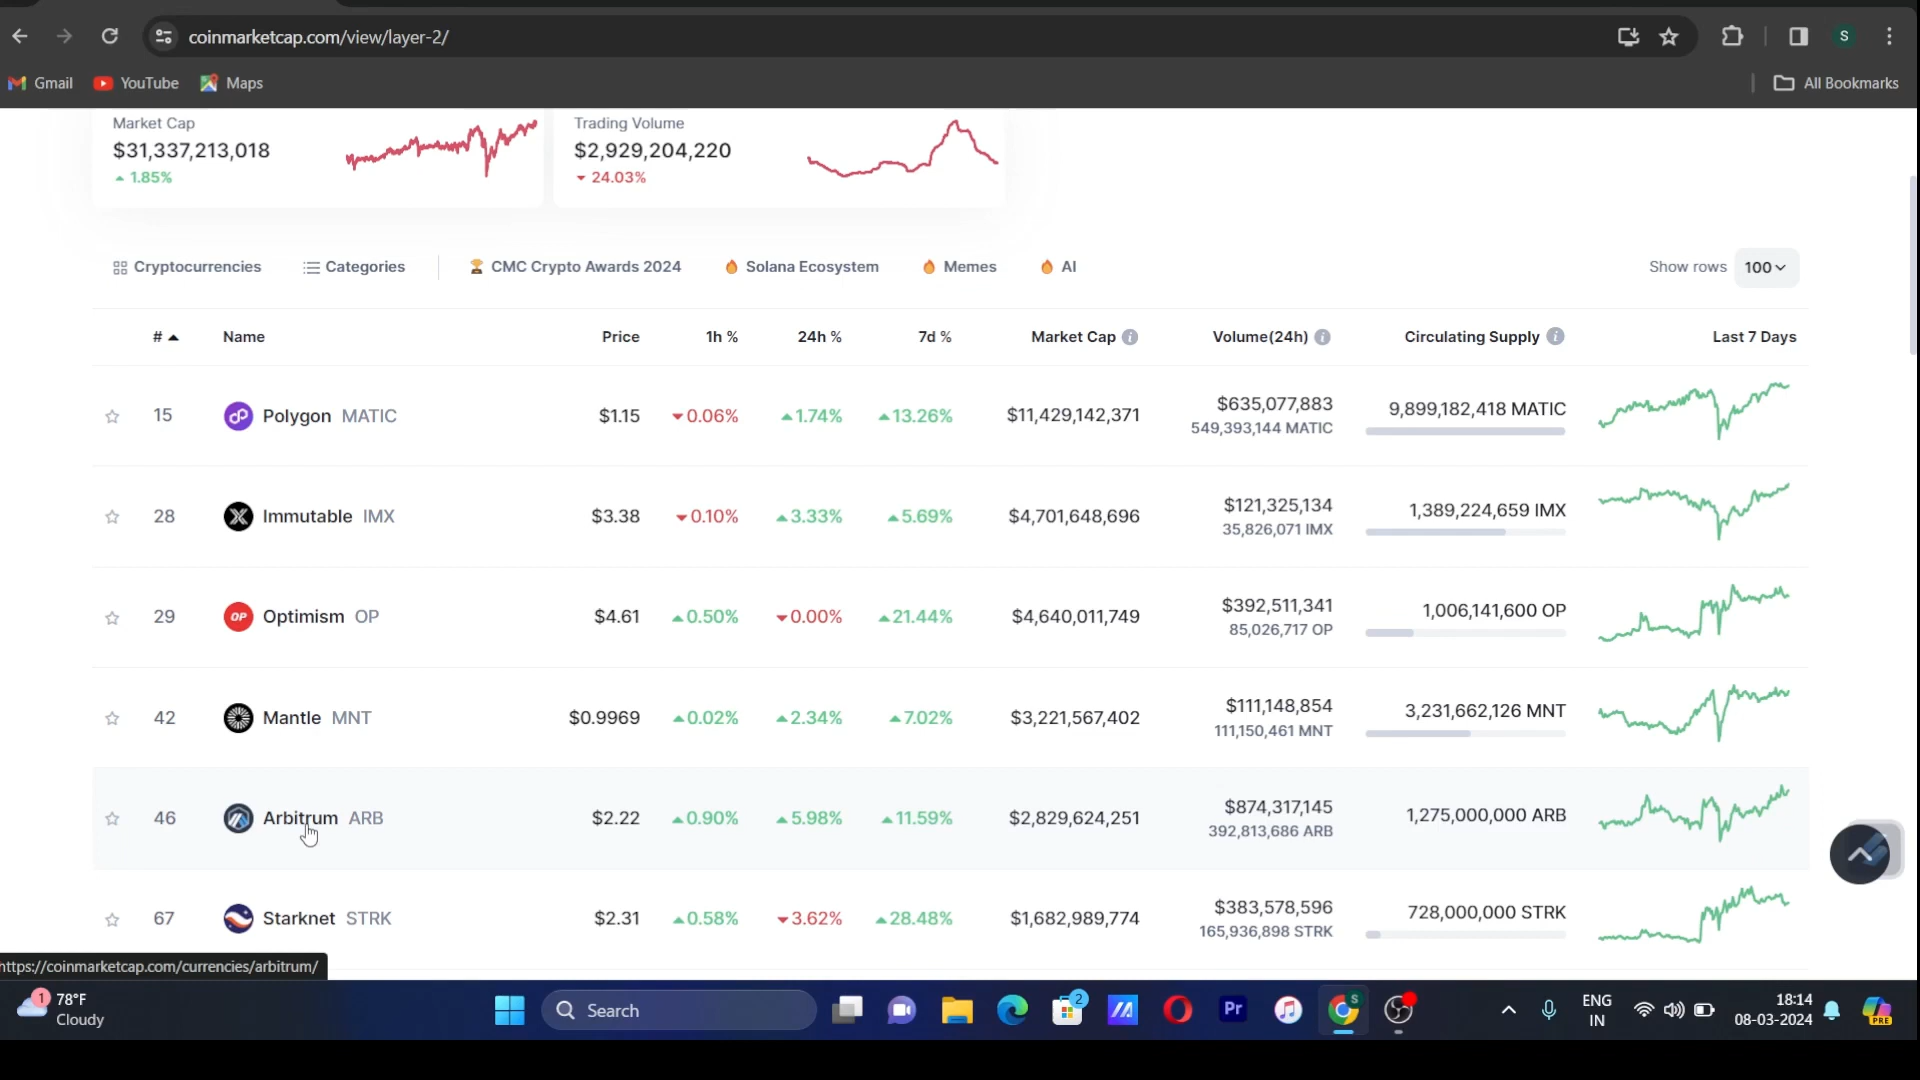 coinmarketcap.com/view/layer-2/
S
Gmail YouTube Maps All Bookmarks
Market Cap
$31,337,213,018
1.85%
Trading Volume
$2,929,204,220
24.03%
Cryptocurrencies Categories CMC Crypto Awards 2024 Solana Ecosystem Memes AI Show rows 100
# Name Price 1h % 24h % 7d % Market Cap Volume(24h) Circulating Supply Last 7 Days
15 Polygon MATIC $1.15 0.06% 1.74% 13.26% $11,429,142,371 $635,077,883 9,899,182,418 MATIC
549,393,144 MATIC
28 Immutable IMX $3.38 0.10% 3.33% 5.69% $4,701,648,696 $121,325,134 1,389,224,659 IMX
35,826,071 IMX
29 OP Optimism OP $4.61 0.50% 0.00% 21.44% $4,640,011,749 $392,511,341 1,006,141,600 OP
85,026,717 OP
42 Mantle MNT $0.9969 0.02% 2.34% 7.02% $3,221,567,402 $111,148,854 3,231,662,126 MNT
111,150,461 MNT
46 Arbitrum ARB $2.22 0.90% 5.98% 11.59% $2,829,624,251 $874,317,145 1,275,000,000 ARB
392,813,686 ARB
67 Starknet STRK $2.31 0.58% 3.62% 28.48% $1,682,989,774 $383,578,596 728,000,000 STRK
165,936,898 STRK
https://coinmarketcap.com/currencies/arbitrum/
1 78°F
Cloudy
Search
2
Pr
S
ENG
IN
18:14
08-03-2024
PRE